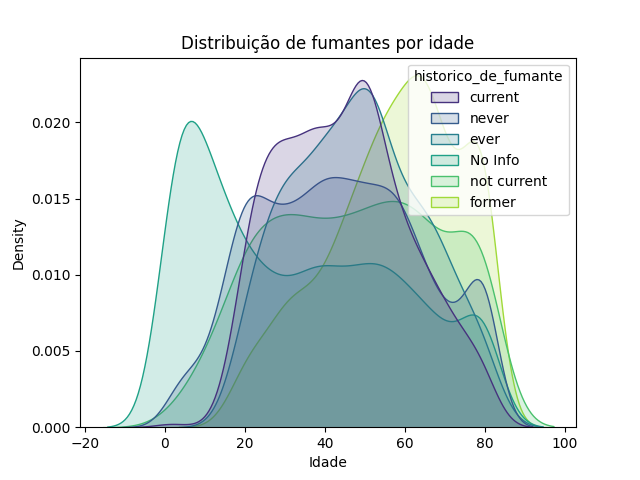 Distribuição de fumantes por idade
historico_de_fumante
current
never
ever
No Info
not current
former
Density
0.020
0.015
0.010
0.005
0.000
−20
0
20
40
60
80
100
Idade